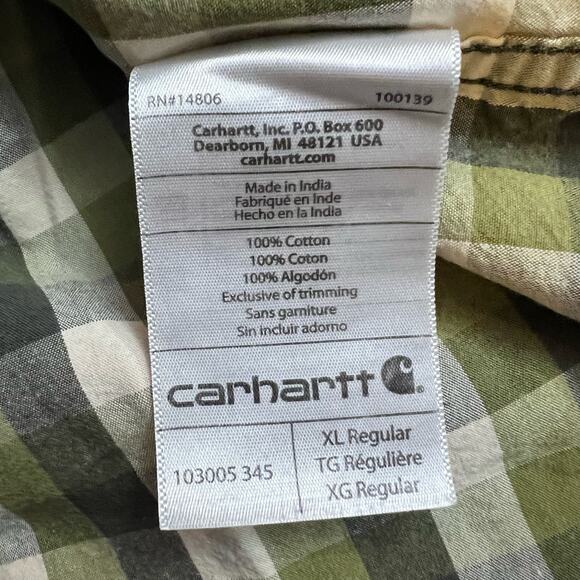 RN#14806 100139
Carhartt, Inc. P.O. Box 600
Dearborn, MI 48121 USA
carhartt.com
Made in India
Fabriqué en Inde
Hecho en la India
100% Cotton
100% Coton
100% Algodón
Exclusive of trimming
Sans garniture
Sin incluir adorno
carhartt
103005 345
XL Regular
TG Régulière
XG Regular